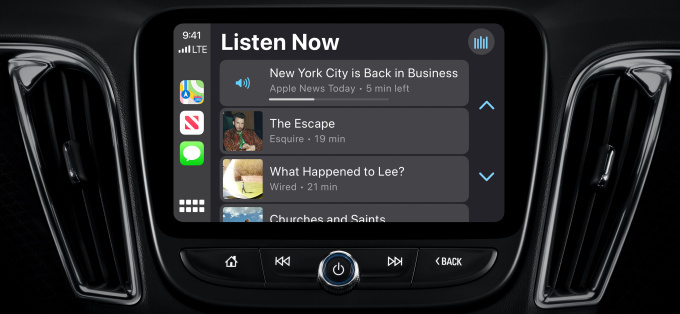 9:41
LTE
Listen Now
New York City is Back in Business
Apple News Today • 5 min left
The Escape
Esquire • 19 min
What Happened to Lee?
Wired • 21 min
Churches and Saints
BACK